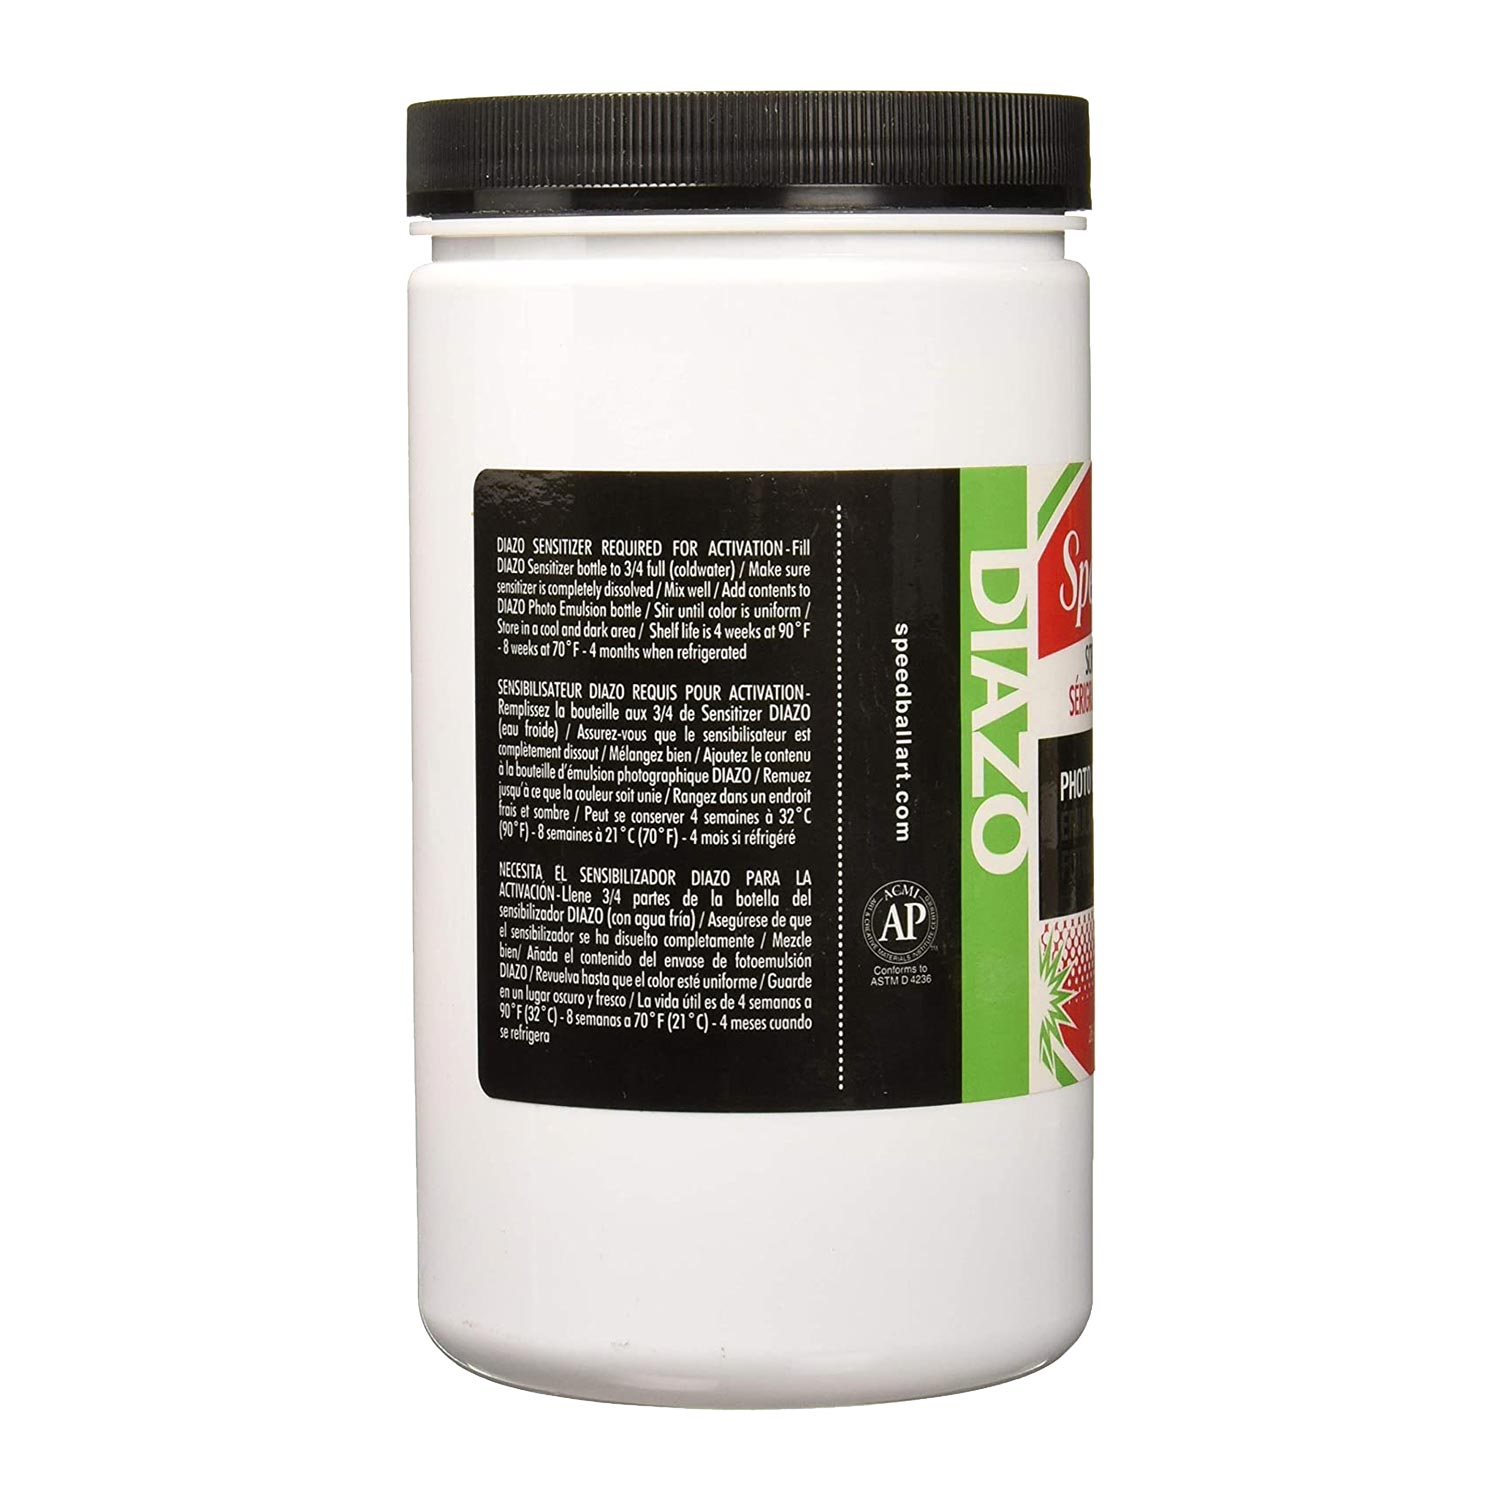 DIAZO SENSITIZER REQUIRED FOR ACTIVATION-Fill
DIAZO Sensitizer bottle to 3/4 full (coldwater) / Make sure
sensitizer is completely dissolved / Mix well / Add contents to
DIAZO Photo Emulsion bottle / Stir until color is uniform /
Store in a cool and dark area / Shelf life is 4 weeks at 90°F
- 8 weeks at 70°F - 4 months when refrigerated
SENSIBILISATEUR DIAZO REQUIS POUR ACTIVATION-
Remplissez la bouteille aux 3/4 de Sensitizer DIAZO
(eau froide) / Assurez-vous que le sensibilisateur est
complètement dissout / Mélangez bien / Ajoutez le contenu
à la bouteille d'émulsion photographique DIAZO / Remuez
jusqu'à ce que la couleur soit unie / Rangez dans un endroit
frais et sombre / Peut se conserver 4 semaines à 32°C
(90°F) - 8 semaines à 21°C (70°F) - 4 mois si réfrigéré
NECESITA EL SENSIBILIZADOR DIAZO PARA LA
ACTIVACIÓN-Llene 3/4 partes de la botella del
sensibilizador DIAZO (con agua fría) / Asegúrese de que
el sensibilizador se ha disuelto completamente / Mezcle
bien/ Añada el contenido del envase de fotoemulsión
DIAZO / Revuelva hasta que el color esté uniforme / Guarde
en un lugar oscuro y fresco / La vida útil es de 4 semanas a
90°F (32°C) - 8 semanas a 70°F (21°C) - 4 meses cuando
se refrigera
speedballart.com
ACMI
AP
ART & CREATIVE MATERIALS INSTITUTE CERTIFIED
TM
Conforms to
ASTM D 4236
DIAZO
Spe
SC
SÉRIG
PHOTO